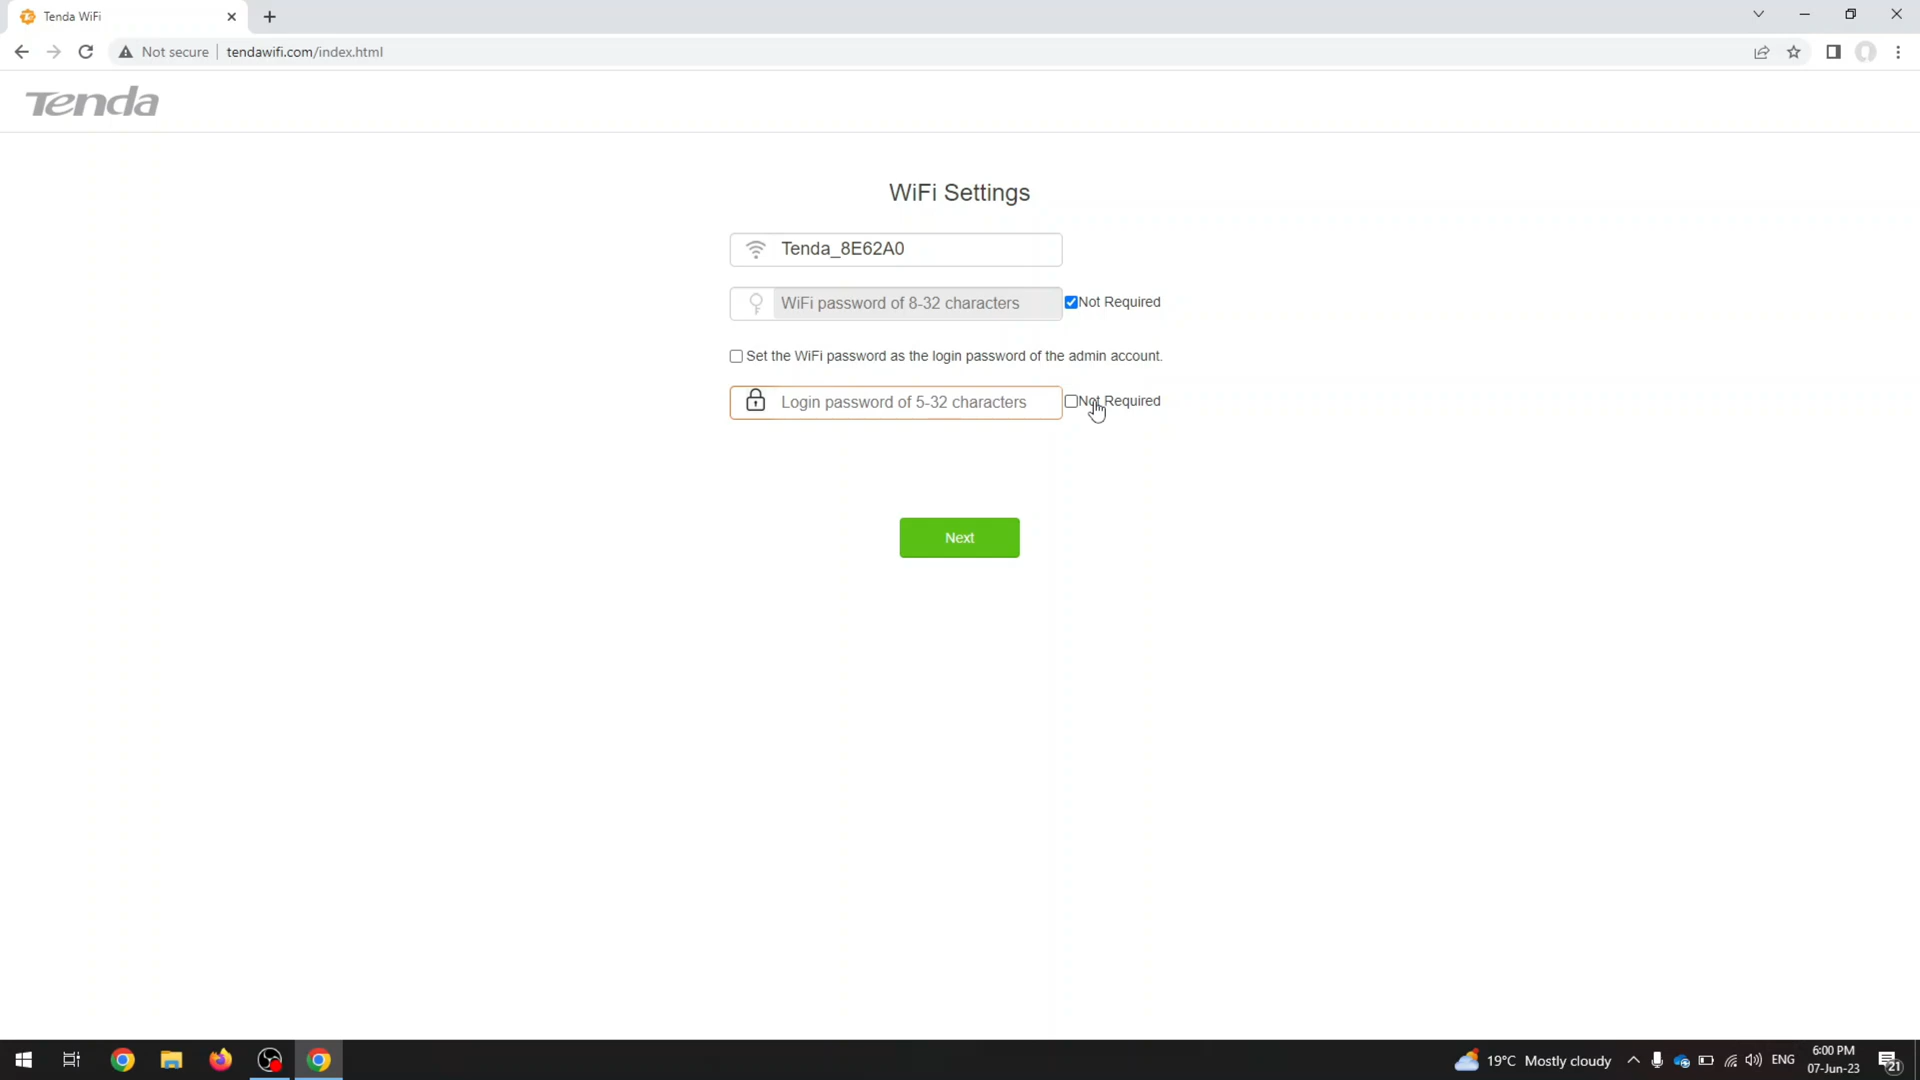 Tenda WiFi
Not secure tendawifi.com/index.html
Tenda
WiFi Settings
Tenda_8E62A0
WiFi password of 8-32 characters Not Required
Set the WiFi password as the login password of the admin account.
Login password of 5-32 characters Not Required
Next
19°C Mostly cloudy ENG 6:00 PM
07-Jun-23 21